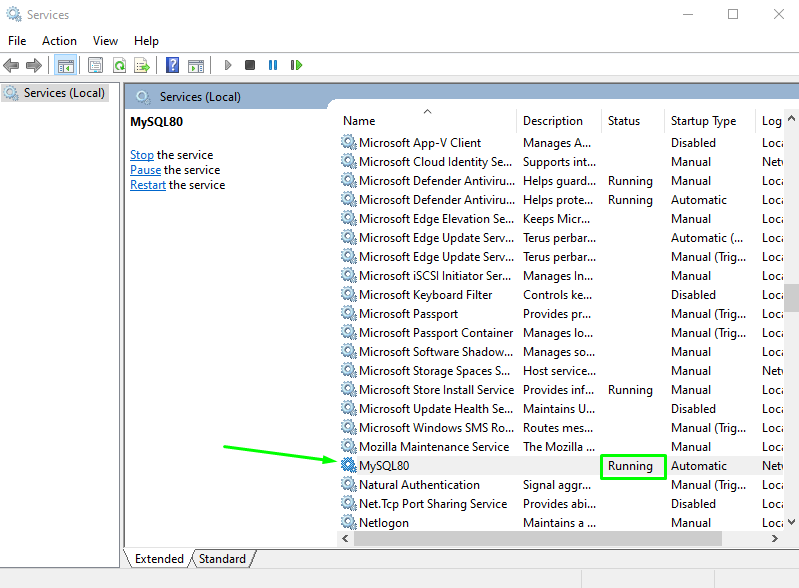 Services
File Action View Help
Services (Local)
Services (Local)
MySQL80
Stop the service
Pause the service
Restart the service
Name Description Status Startup Type Log
Microsoft App-V Client Manages A... Disabled Loca
Microsoft Cloud Identity Se... Supports int... Manual Netv
Microsoft Defender Antiviru... Helps guard... Running Manual Loca
Microsoft Defender Antiviru... Helps prote... Running Automatic Loca
Microsoft Edge Elevation Se... Keeps Micr... Manual Loca
Microsoft Edge Update Serv... Terus perbar... Automatic (... Loca
Microsoft Edge Update Serv... Terus perbar... Manual (Trig... Loca
Microsoft iSCSI Initiator Ser... Manages In... Manual Loca
Microsoft Keyboard Filter Controls ke... Disabled Loca
Microsoft Passport Provides pr... Manual (Trig... Loca
Microsoft Passport Container Manages lo... Manual (Trig... Loca
Microsoft Software Shadow... Manages so... Manual Loca
Microsoft Storage Spaces S... Host service... Manual Netv
Microsoft Store Install Service Provides inf... Running Manual Loca
Microsoft Update Health Se... Maintains U... Disabled Loca
Microsoft Windows SMS Ro... Routes mes... Manual (Trig... Loca
Mozilla Maintenance Service The Mozilla ... Manual Loca
MySQL80 Running Automatic Netv
Natural Authentication Signal aggr... Manual (Trig... Loca
Net.Tcp Port Sharing Service Provides abi... Disabled Loca
Netlogon Maintains a ... Manual Loca
Extended Standard